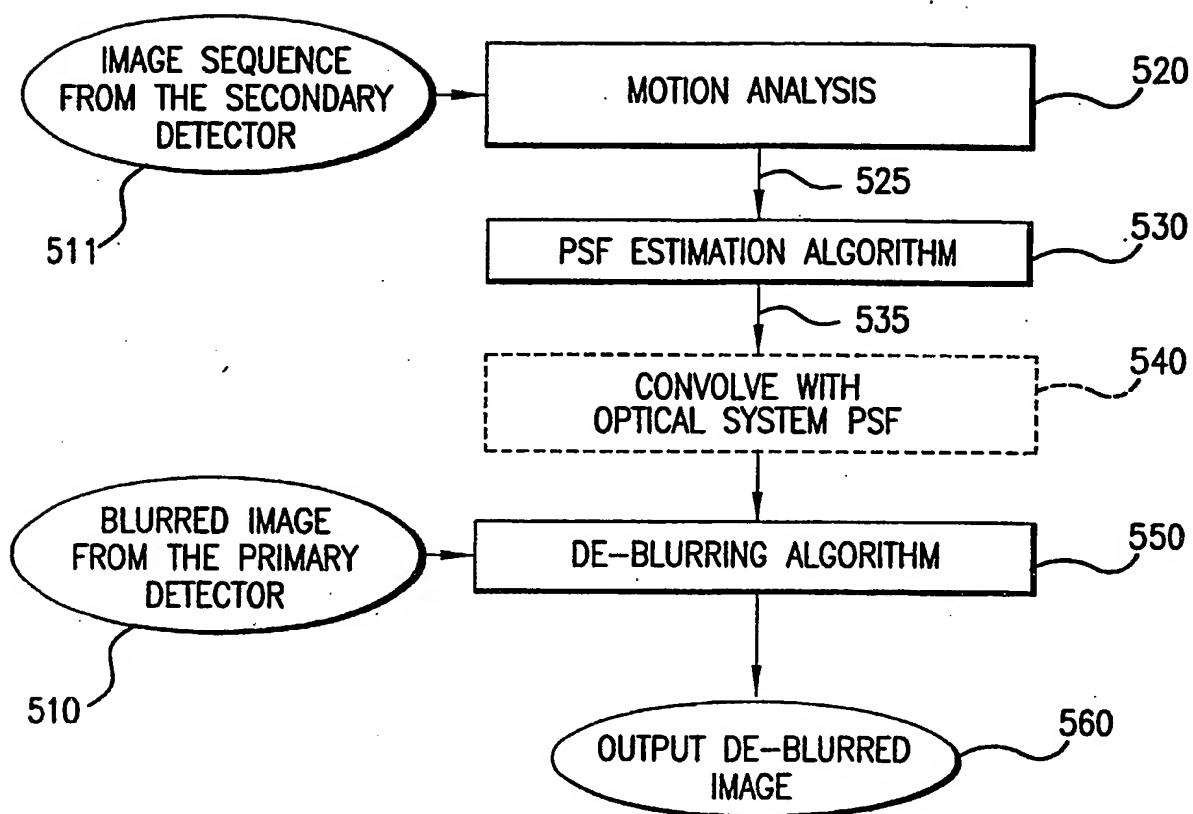 IMAGE SEQUENCE
FROM THE SECONDARY
DETECTOR
511
MOTION ANALYSIS
520
525
PSF ESTIMATION ALGORITHM
530
535
CONVOLVE WITH
OPTICAL SYSTEM PSF
540
BLURRED IMAGE
FROM THE PRIMARY
DETECTOR
510
DE-BLURRING ALGORITHM
550
OUTPUT DE-BLURRED
IMAGE
560